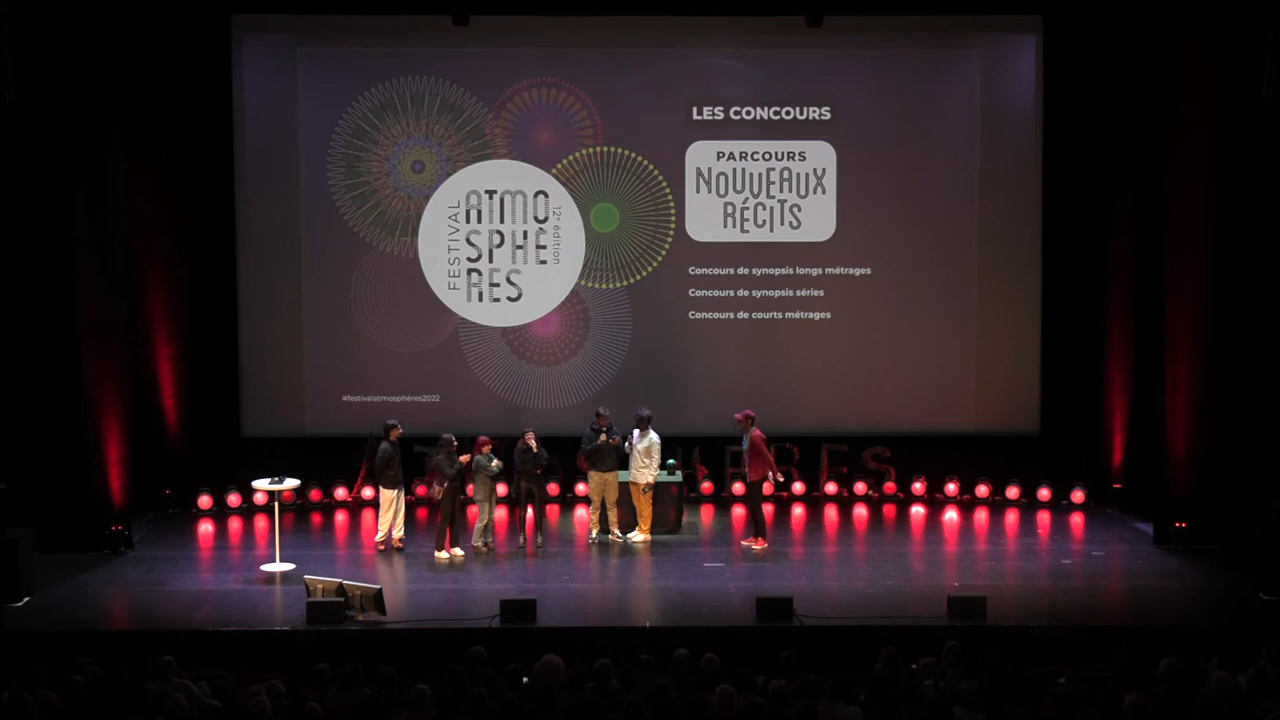 FESTIVAL
ATMO
SPHÈ
RES
12e édition
LES CONCOURS
PARCOURS
NOUVEAUX
RÉCITS
Concours de synopsis longs métrages
Concours de synopsis séries
Concours de courts métrages
#festivalatmosphères2022